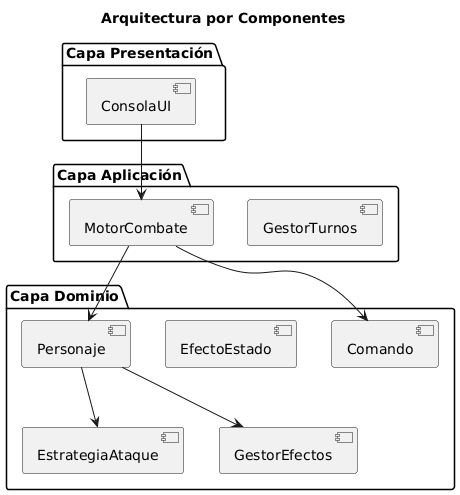 Arquitectura por Componentes
Capa Presentación
ConsolaUI
Capa Aplicación
MotorCombate
GestorTurnos
Capa Dominio
Personaje
EfectoEstado
Comando
EstrategiaAtaque
GestorEfectos